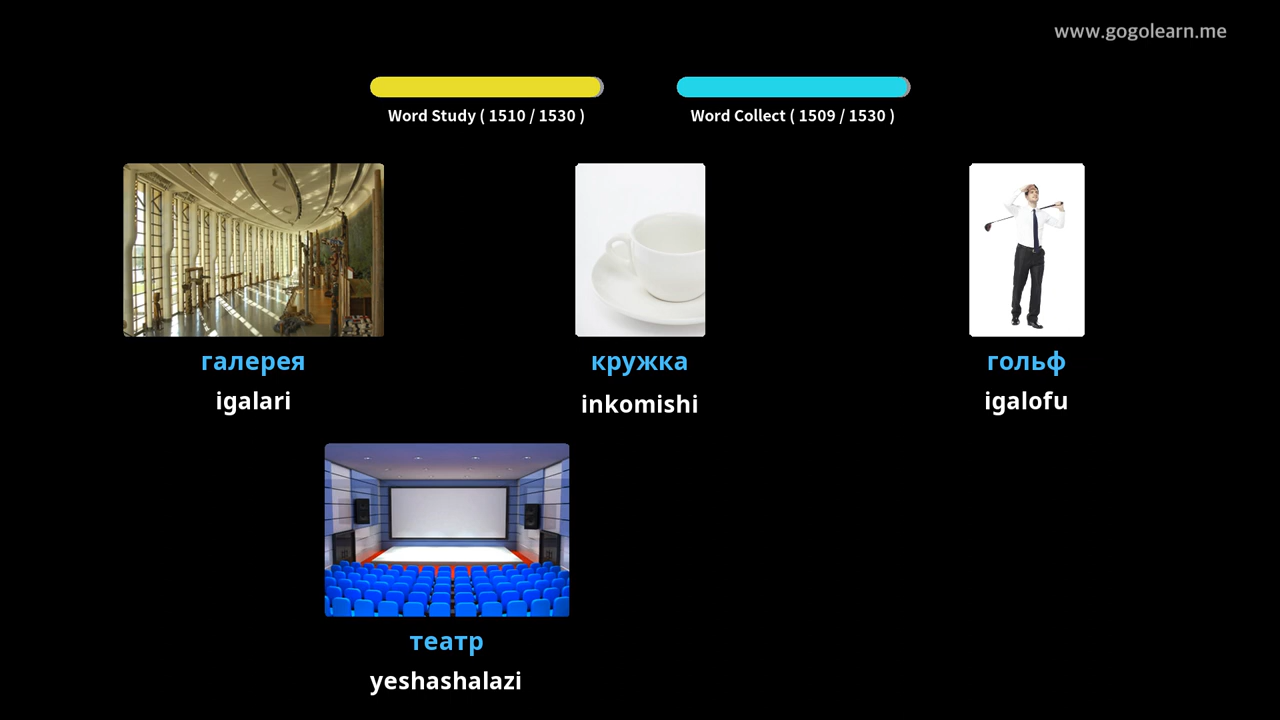 www.gogolearn.me
Word Study ( 1510 / 1530 )
Word Collect ( 1509 / 1530 )
галерея
igalari
кружка
inkomishi
гольф
igalofu
театр
yeshashalazi